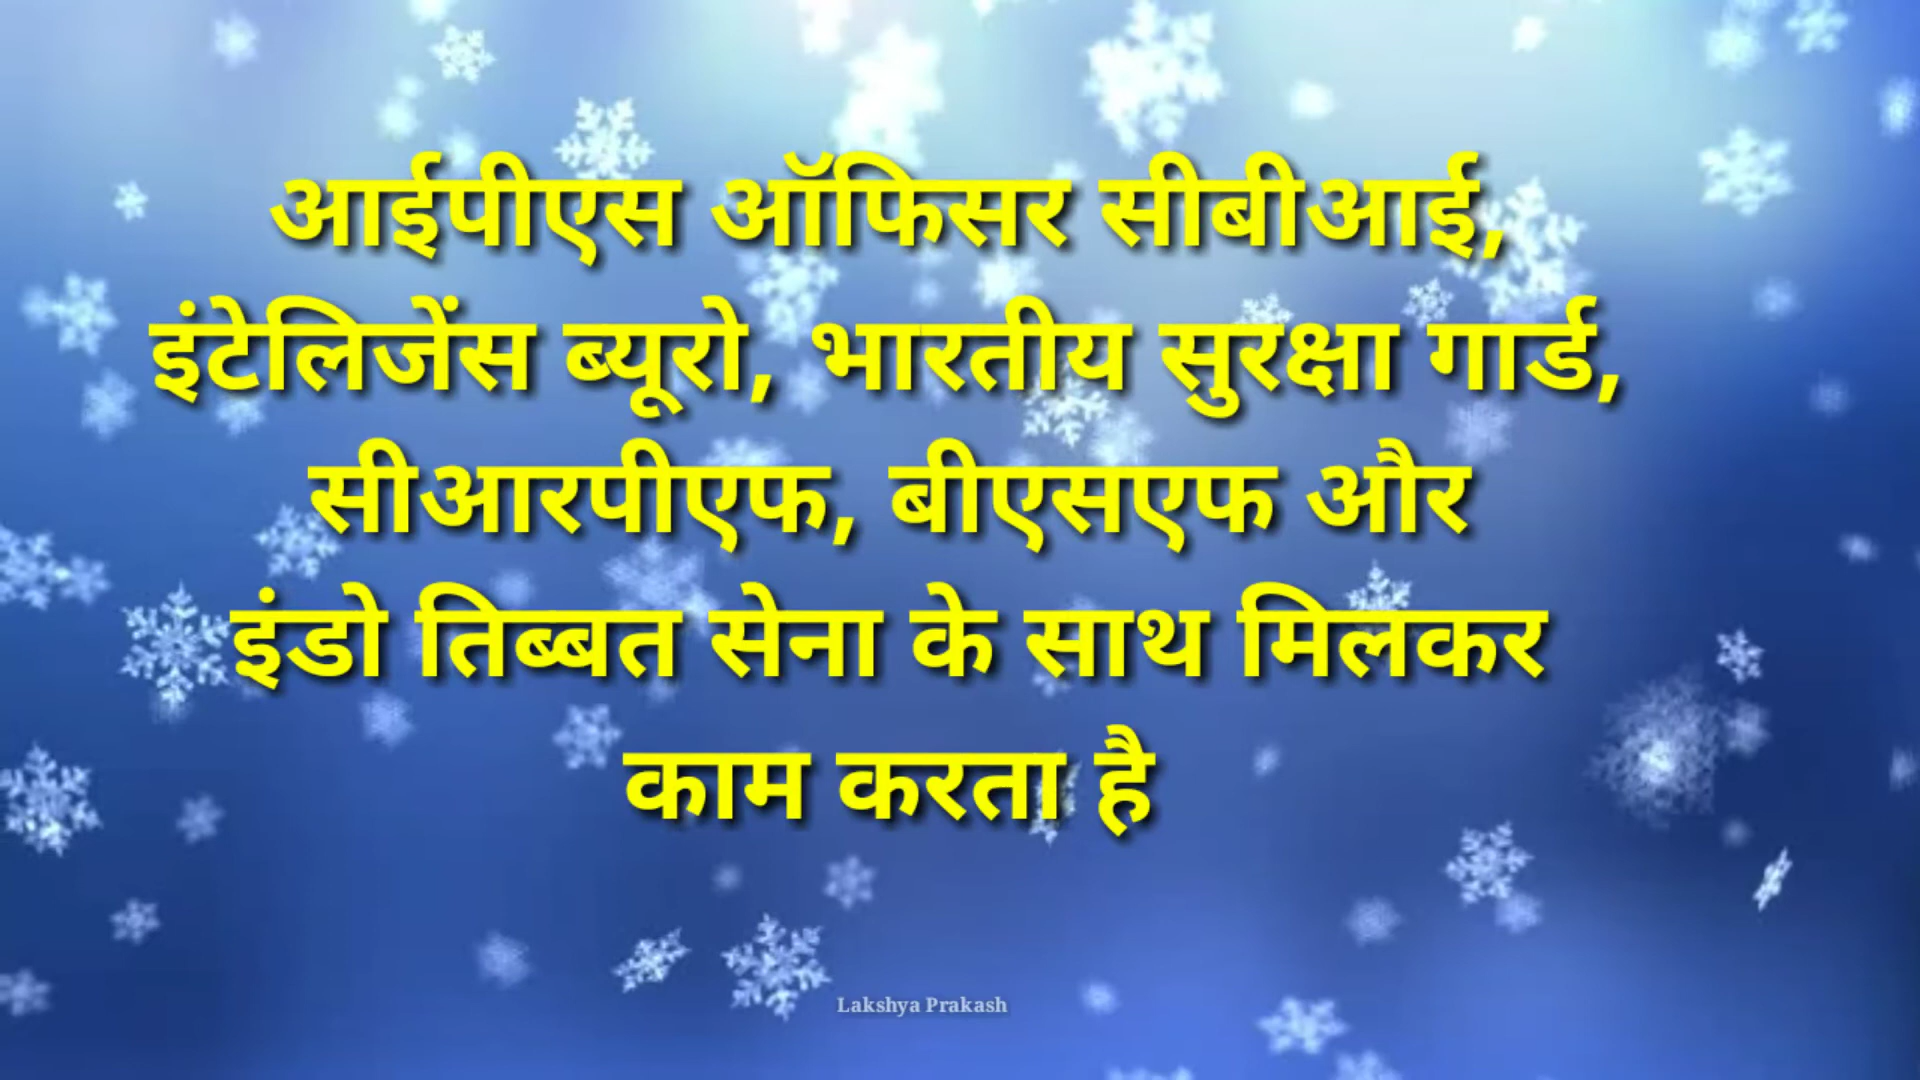 आईपीएस ऑफिसर सीबीआई,
इंटेलिजेंस ब्यूरो, भारतीय सुरक्षा गार्ड,
सीआरपीएफ, बीएसएफ और
इंडो तिब्बत सेना के साथ मिलकर
काम करता है
Lakshya Prakash